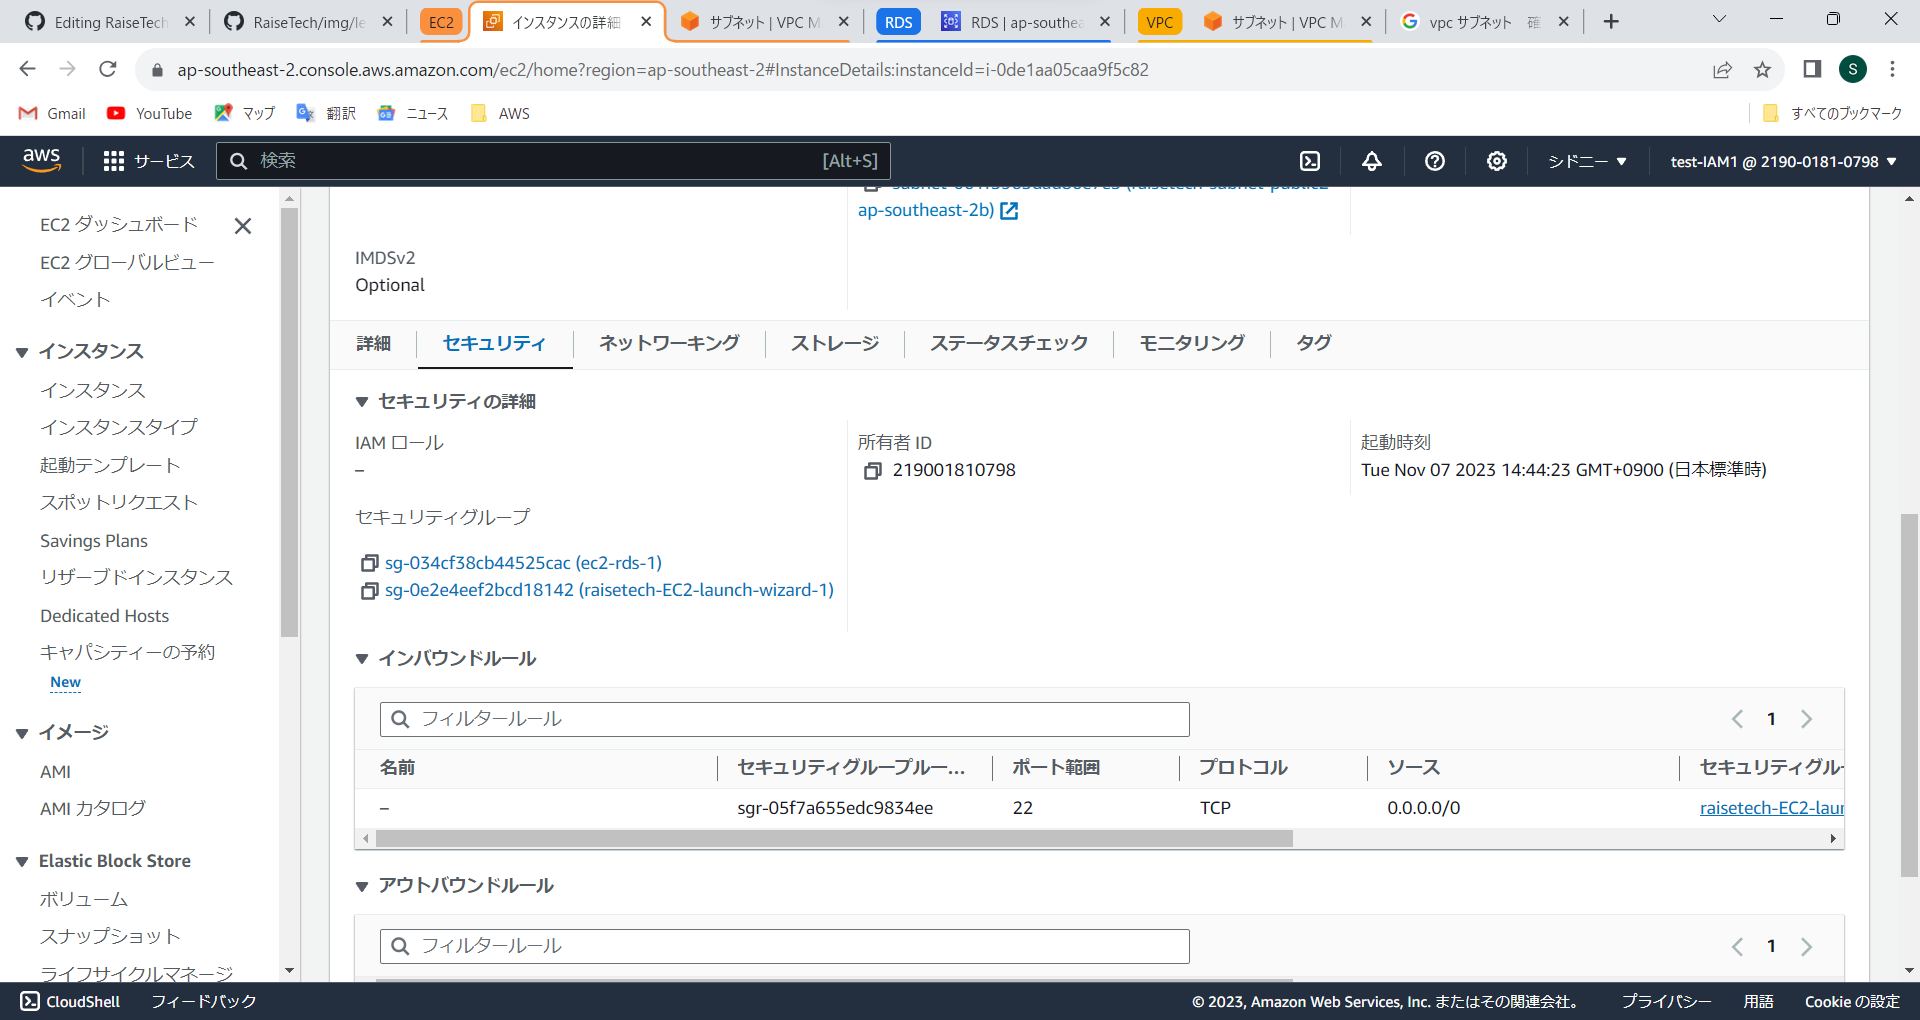 Editing RaiseTech
RaiseTech/img/le
EC2
インスタンスの詳細
サブネット | VPC M
RDS
RDS | ap-southea
VPC
サブネット | VPC M
vpc サブネット 確
ap-southeast-2.console.aws.amazon.com/ec2/home?region=ap-southeast-2#InstanceDetails:instanceId=i-0de1aa05caa9f5c82
S
Gmail
YouTube
マップ
翻訳
ニュース
AWS
すべてのブックマーク
aws
サービス
検索
[Alt+S]
シドニー
test-IAM1 @ 2190-0181-0798
EC2 ダッシュボード
EC2 グローバルビュー
イベント
インスタンス
インスタンス
インスタンスタイプ
起動テンプレート
スポットリクエスト
Savings Plans
リザーブドインスタンス
Dedicated Hosts
キャパシティーの予約
New
イメージ
AMI
AMI カタログ
Elastic Block Store
ボリューム
スナップショット
ライフサイクルマネージ
ap-southeast-2b)
IMDSv2
Optional
詳細
セキュリティ
ネットワーキング
ストレージ
ステータスチェック
モニタリング
タグ
セキュリティの詳細
IAM ロール
–
所有者 ID
219001810798
起動時刻
Tue Nov 07 2023 14:44:23 GMT+0900 (日本標準時)
セキュリティグループ
sg-034cf38cb44525cac (ec2-rds-1)
sg-0e2e4eef2bcd18142 (raisetech-EC2-launch-wizard-1)
インバウンドルール
フィルタールール
1
名前
セキュリティグループルー...
ポート範囲
プロトコル
ソース
セキュリティグル
–
sgr-05f7a655edc9834ee
22
TCP
0.0.0.0/0
raisetech-EC2-laun
アウトバウンドルール
フィルタールール
1
CloudShell
フィードバック
© 2023, Amazon Web Services, Inc. またはその関連会社。
プライバシー
用語
Cookie の設定